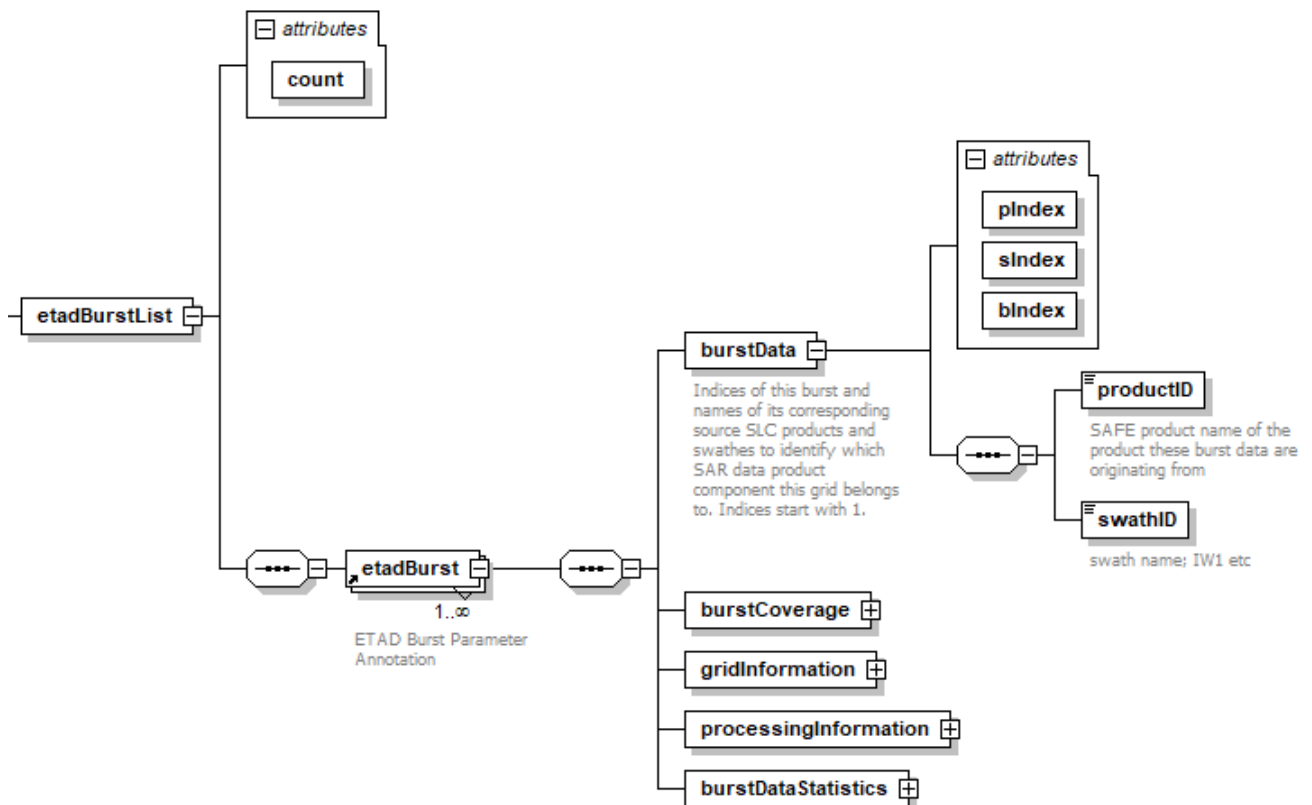 attributes
count
attributes
pIndex
sIndex
bIndex
etadBurstList
burstData
Indices of this burst and
names of its corresponding
source SLC products and
swathes to identify which
SAR data product
component this grid belongs
to. Indices start with 1.
productID
SAFE product name of the
product these burst data are
originating from
swathID
swath name; IW1 etc
etadBurst
1..∞
ETAD Burst Parameter
Annotation
burstCoverage
gridInformation
processingInformation
burstDataStatistics